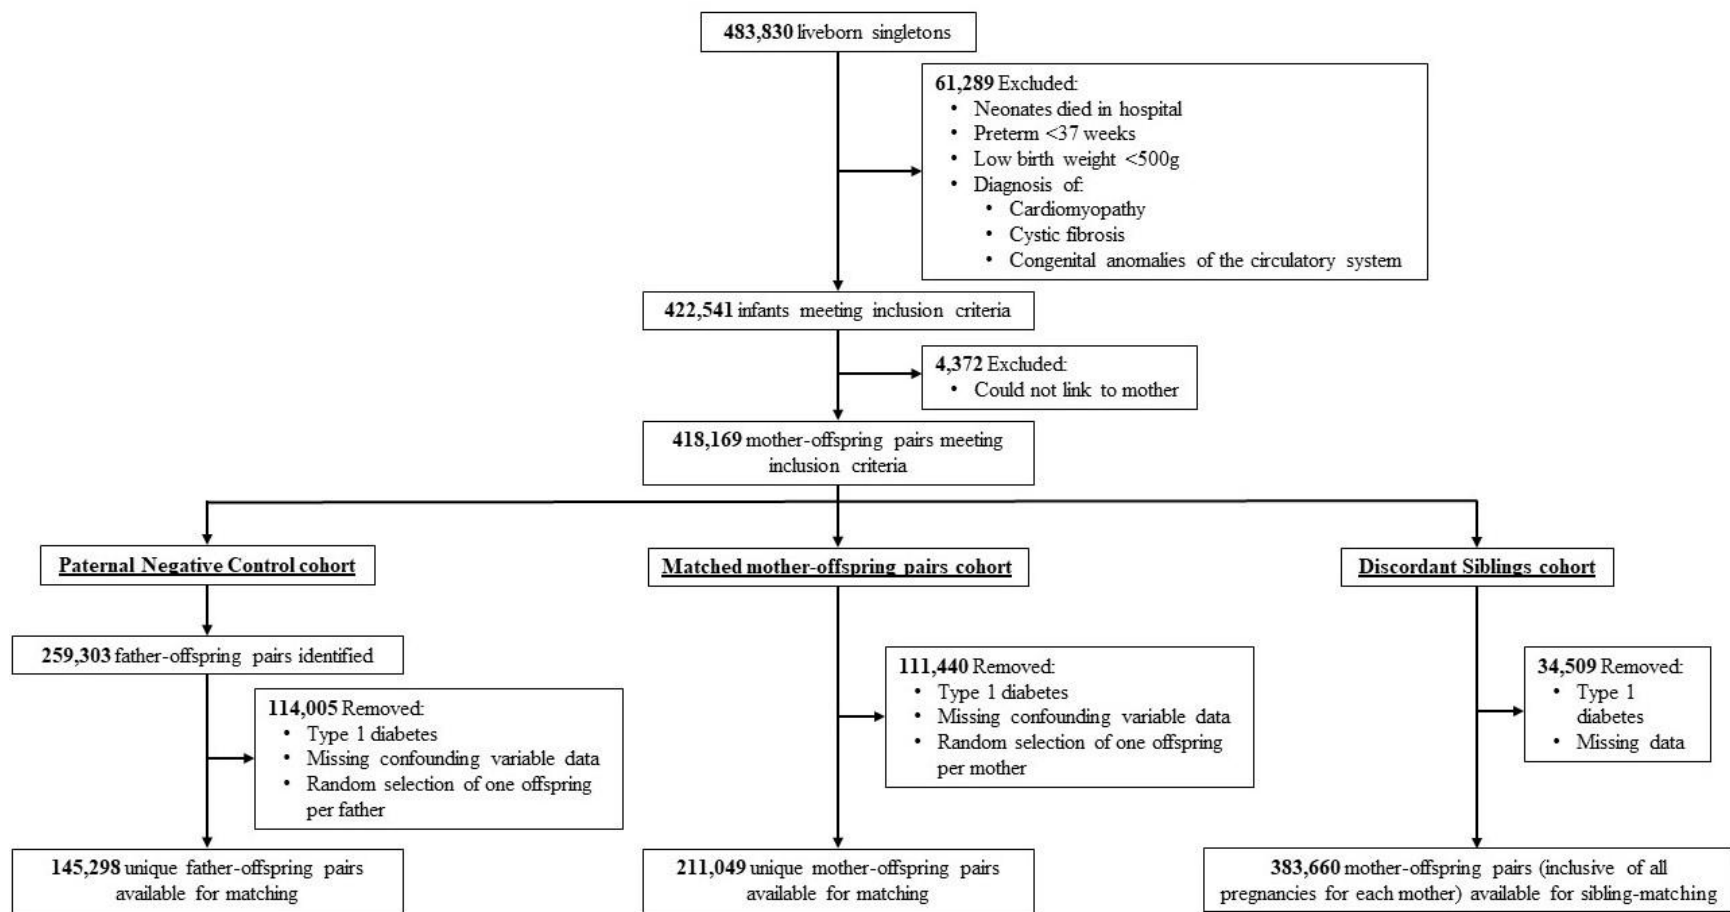 483,830 liveborn singletons
61,289 Excluded:
• Neonates died in hospital
• Preterm <37 weeks
• Low birth weight <500g
• Diagnosis of:
• Cardiomyopathy
• Cystic fibrosis
• Congenital anomalies of the circulatory system
422,541 infants meeting inclusion criteria
4,372 Excluded:
• Could not link to mother
418,169 mother-offspring pairs meeting
inclusion criteria
Paternal Negative Control cohort
259,303 father-offspring pairs identified
114,005 Removed:
• Type 1 diabetes
• Missing confounding variable data
• Random selection of one offspring
per father
145,298 unique father-offspring pairs
available for matching
Matched mother-offspring pairs cohort
111,440 Removed:
• Type 1 diabetes
• Missing confounding variable data
• Random selection of one offspring
per mother
211,049 unique mother-offspring pairs
available for matching
Discordant Siblings cohort
34,509 Removed:
• Type 1
diabetes
• Missing data
383,660 mother-offspring pairs (inclusive of all
pregnancies for each mother) available for sibling-matching